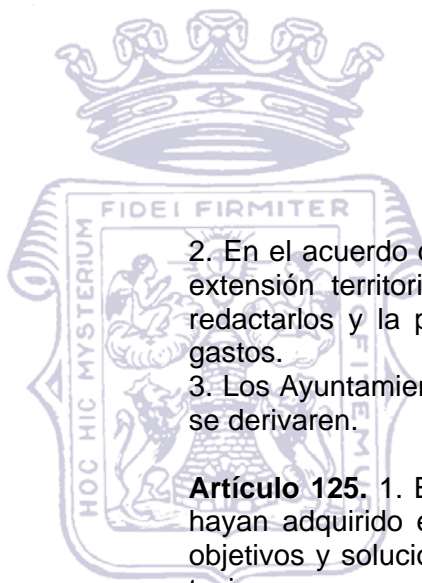 FIDEI FIRMITER
HOC HIC MYSTERIUM
2. En el acuerdo
extensión territori
redactarlos y la p
gastos.
3. Los Ayuntamien
se derivaren.
Artículo 125. 1. E
hayan adquirido e
objetivos y soluci